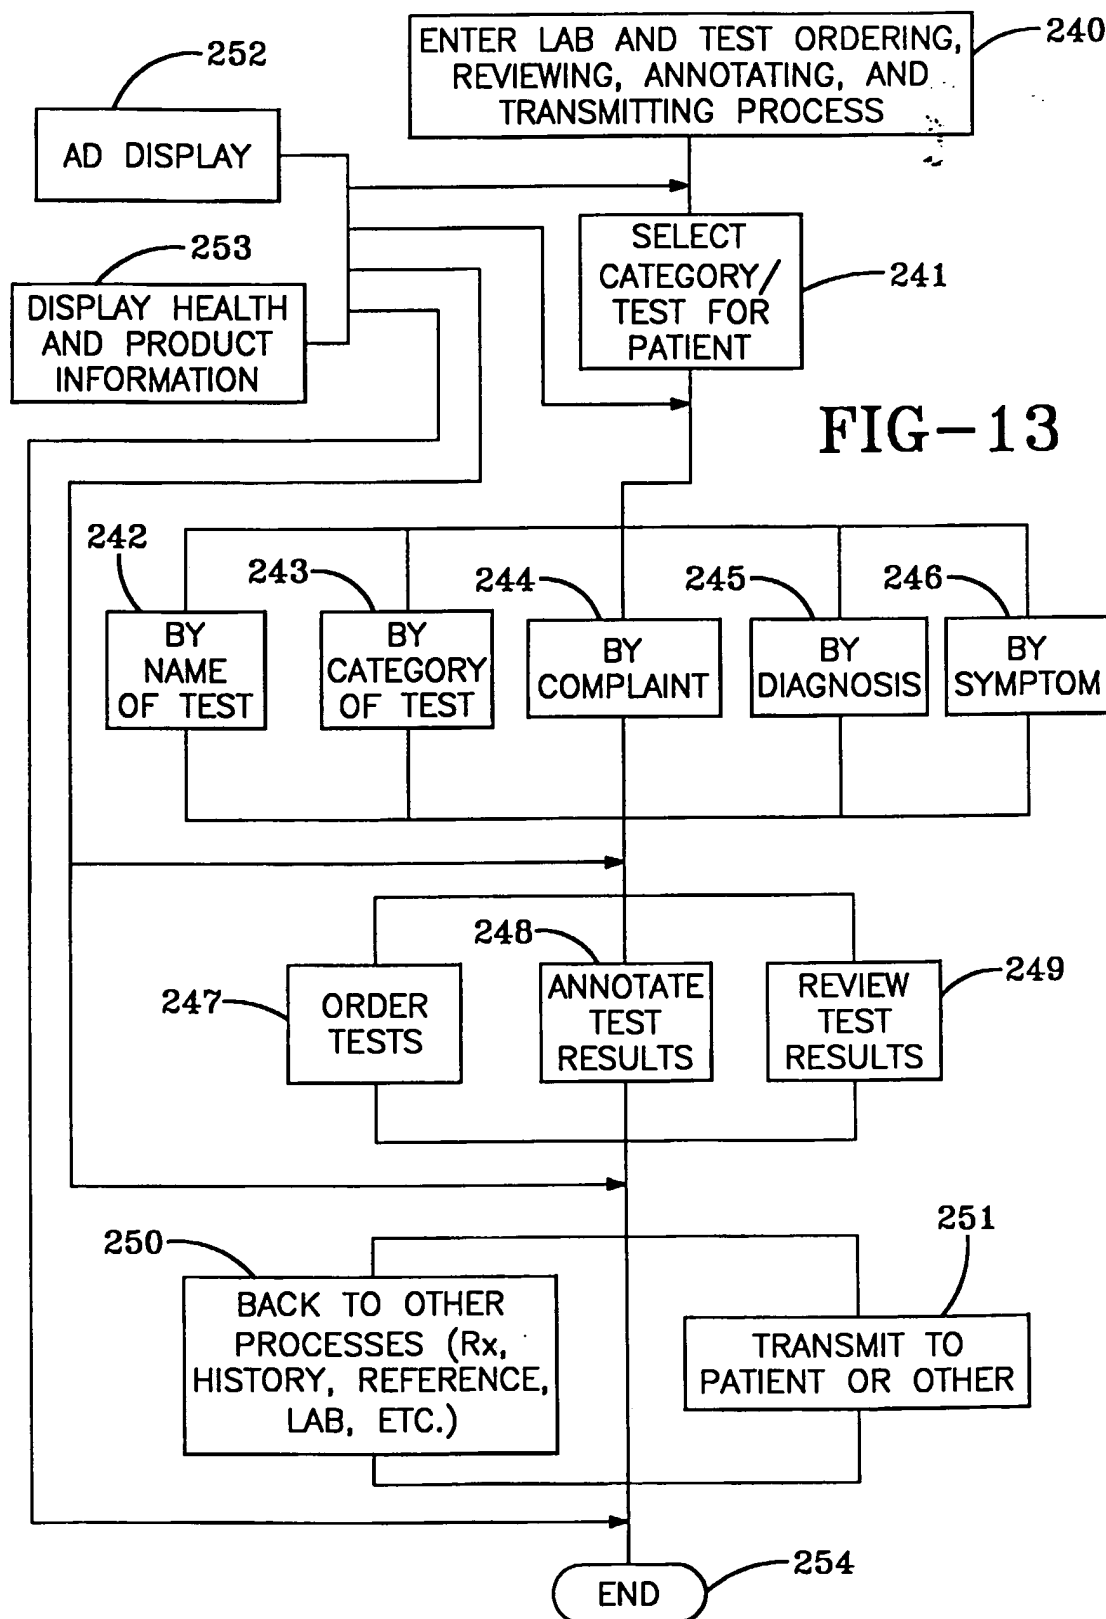 252
AD DISPLAY
ENTER LAB AND TEST ORDERING,
REVIEWING, ANNOTATING, AND
TRANSMITTING PROCESS
240
253
DISPLAY HEALTH
AND PRODUCT
INFORMATION
SELECT
CATEGORY/
TEST FOR
PATIENT
241
FIG-13
242
BY
NAME
OF TEST
243
BY
CATEGORY
OF TEST
244
BY
COMPLAINT
245
BY
DIAGNOSIS
246
BY
SYMPTOM
247
ORDER
TESTS
248
ANNOTATE
TEST
RESULTS
REVIEW
TEST
RESULTS
249
250
BACK TO OTHER
PROCESSES (Rx,
HISTORY, REFERENCE,
LAB, ETC.)
251
TRANSMIT TO
PATIENT OR OTHER
END
254